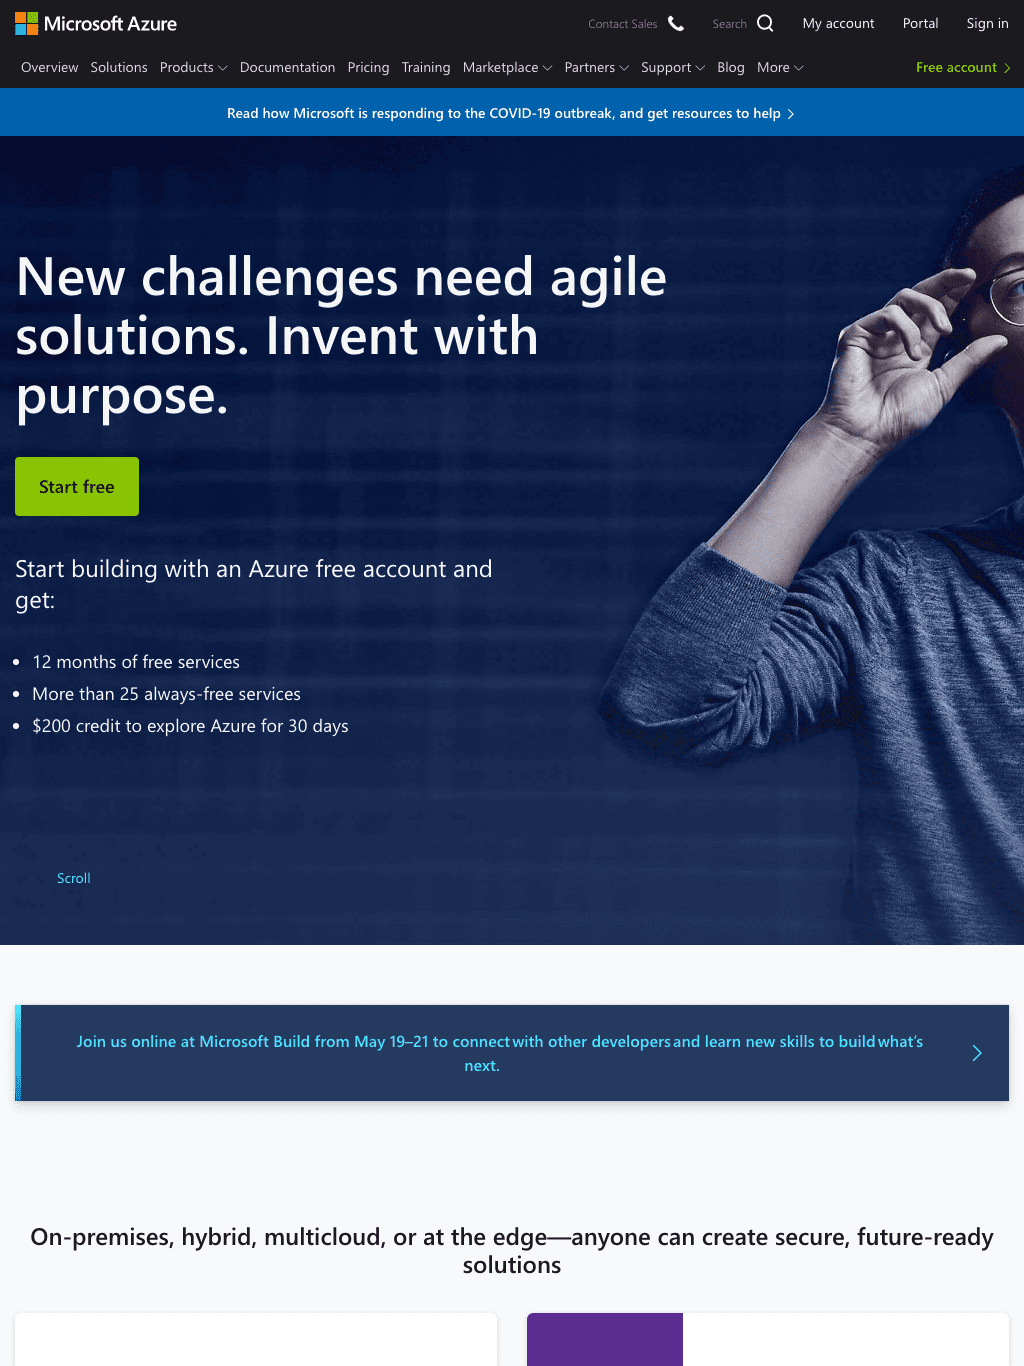 Microsoft Azure
Contact Sales
Search
My account
Portal
Sign in
Overview
Solutions
Products
Documentation
Pricing
Training
Marketplace
Partners
Support
Blog
More
Free account
Read how Microsoft is responding to the COVID-19 outbreak, and get resources to help
New challenges need agile
solutions. Invent with
purpose.
Start free
Start building with an Azure free account and
get:
12 months of free services
More than 25 always-free services
$200 credit to explore Azure for 30 days
Scroll
Join us online at Microsoft Build from May 19–21 to connect with other developers and learn new skills to build what's
next.
On-premises, hybrid, multicloud, or at the edge—anyone can create secure, future-ready
solutions